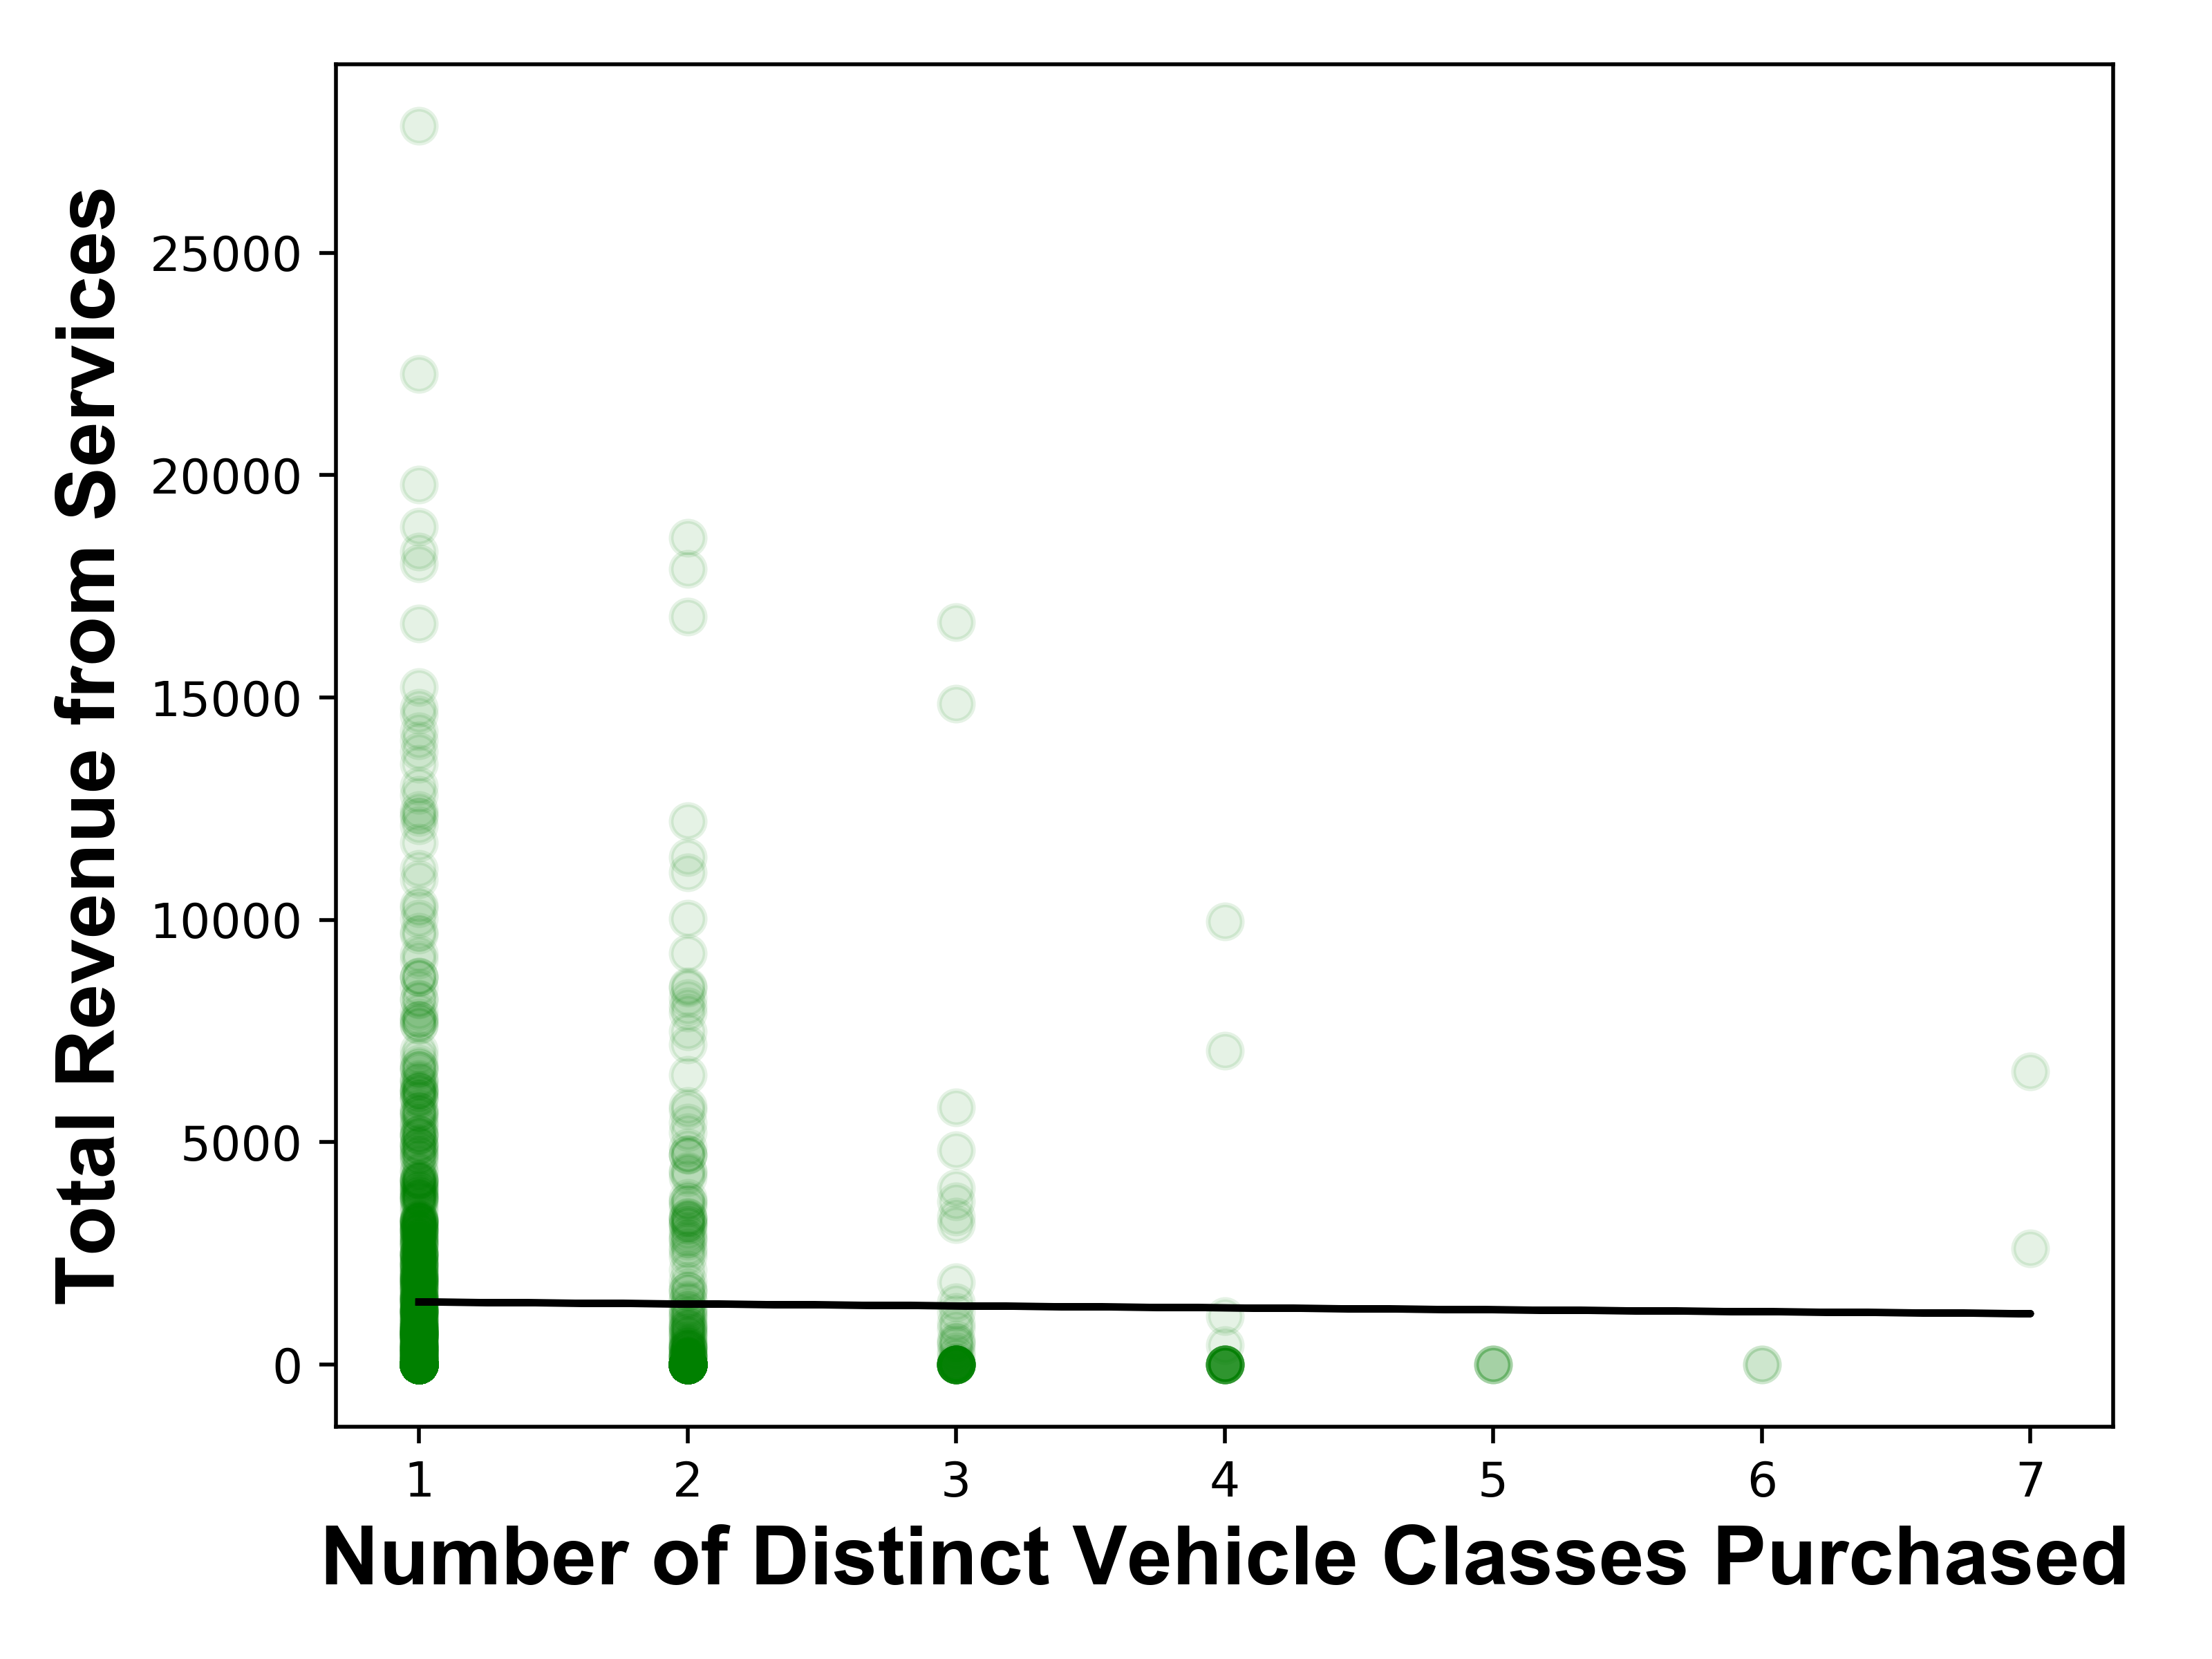 Total Revenue from Services
25000
20000
15000
10000
5000
0
1 2 3 4 5 6 7
Number of Distinct Vehicle Classes Purchased